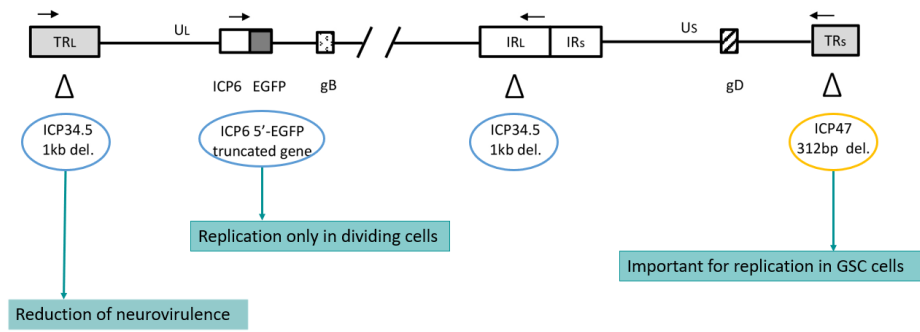 TRL
UL
IRL
IRs
Us
TRs
ICP6
EGFP
gB
gD
ICP34.5
1kb del.
ICP6 5’-EGFP
truncated gene
ICP34.5
1kb del.
ICP47
312bp del.
Replication only in dividing cells
Important for replication in GSC cells
Reduction of neurovirulence